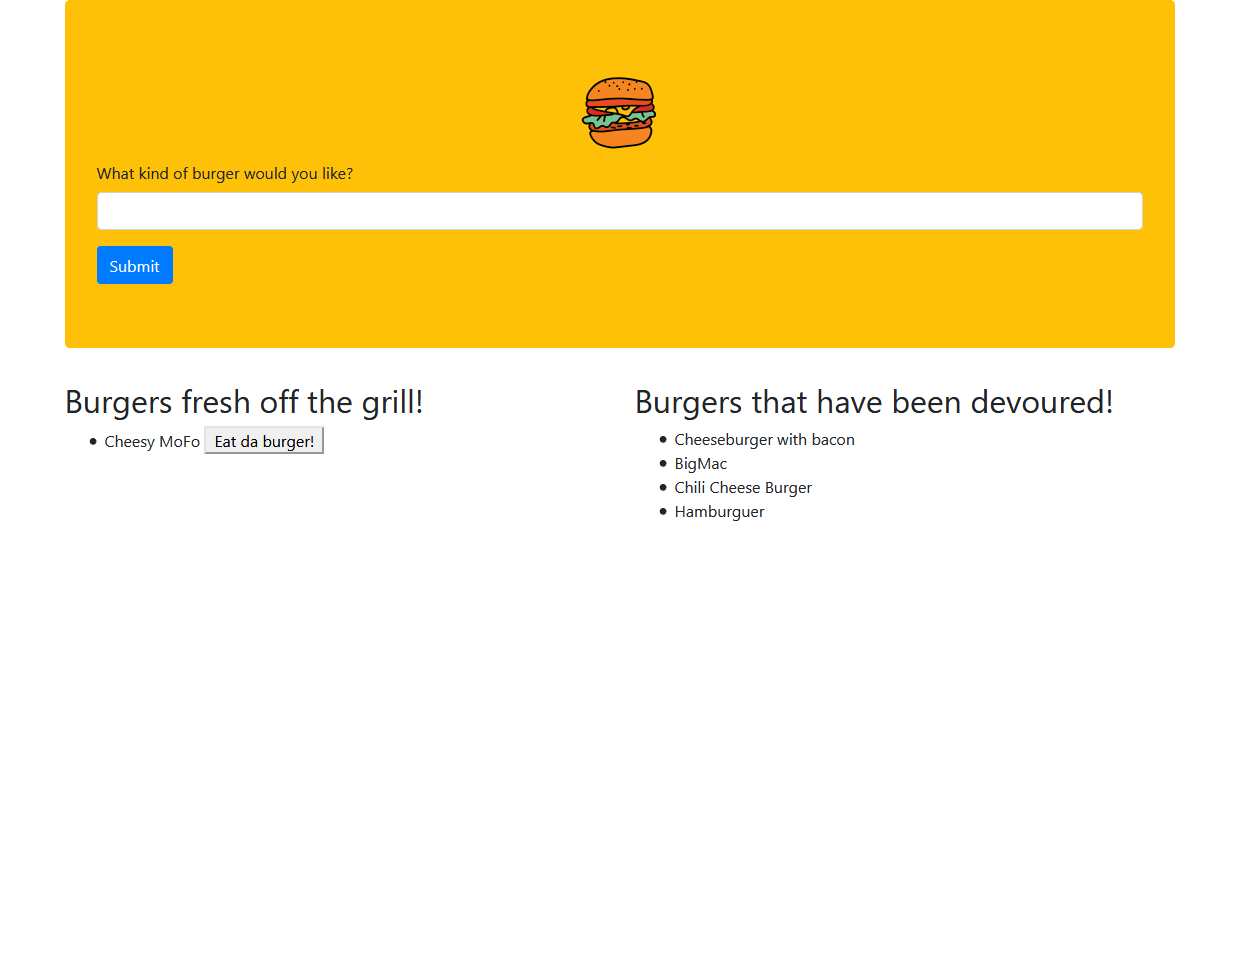 What kind of burger would you like?
Submit
Burgers fresh off the grill!
Cheesy MoFo Eat da burger!
Burgers that have been devoured!
Cheeseburger with bacon
BigMac
Chili Cheese Burger
Hamburguer